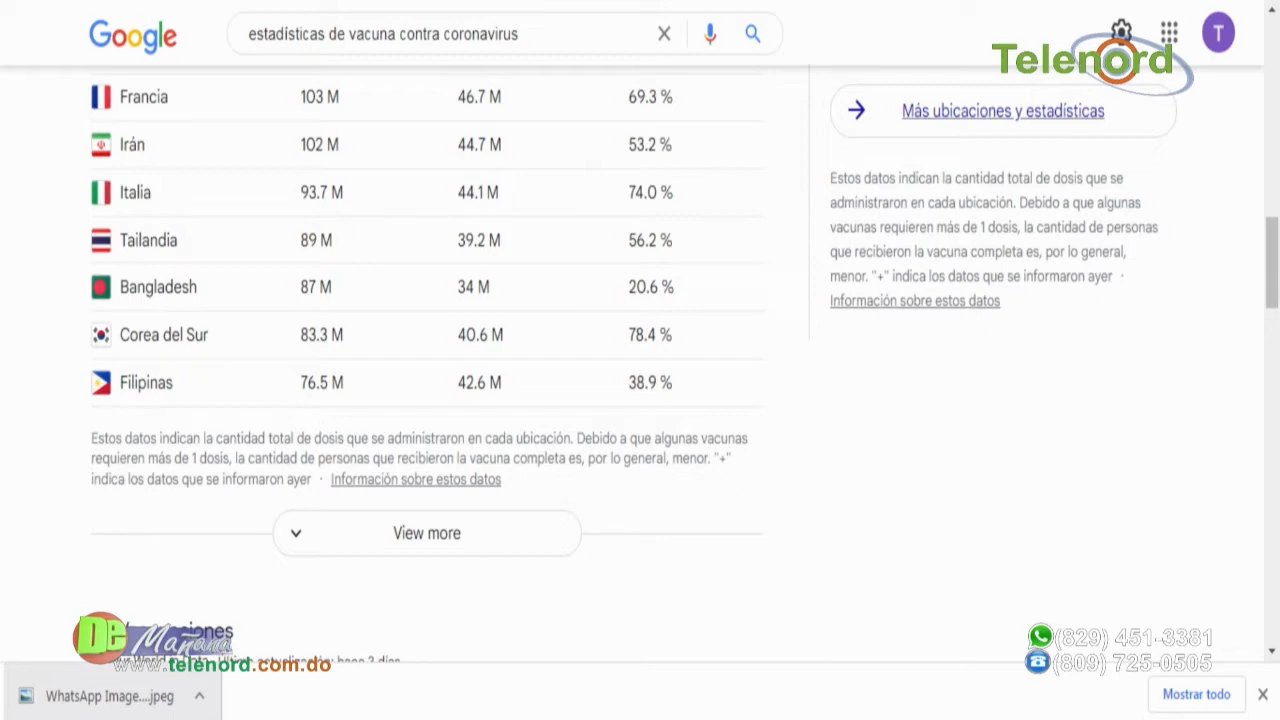 Google
estadísticas de vacuna contra coronavirus
T
Telenord
Francia 103 M 46.7 M 69.3 %
Irán 102 M 44.7 M 53.2 %
Italia 93.7 M 44.1 M 74.0 %
Tailandia 89 M 39.2 M 56.2 %
Bangladesh 87 M 34 M 20.6 %
Corea del Sur 83.3 M 40.6 M 78.4 %
Filipinas 76.5 M 42.6 M 38.9 %
Estos datos indican la cantidad total de dosis que se administraron en cada ubicación. Debido a que algunas vacunas
requieren más de 1 dosis, la cantidad de personas que recibieron la vacuna completa es, por lo general, menor. "+"
indica los datos que se informaron ayer · Información sobre estos datos
View more
Más ubicaciones y estadísticas
Estos datos indican la cantidad total de dosis que se
administraron en cada ubicación. Debido a que algunas
vacunas requieren más de 1 dosis, la cantidad de personas
que recibieron la vacuna completa es, por lo general,
menor. "+" indica los datos que se informaron ayer ·
Información sobre estos datos
De Mañana
www.telenord.com.do
(829) 451-3381
(809) 725-0505
WhatsApp Image....jpeg
Mostrar todo